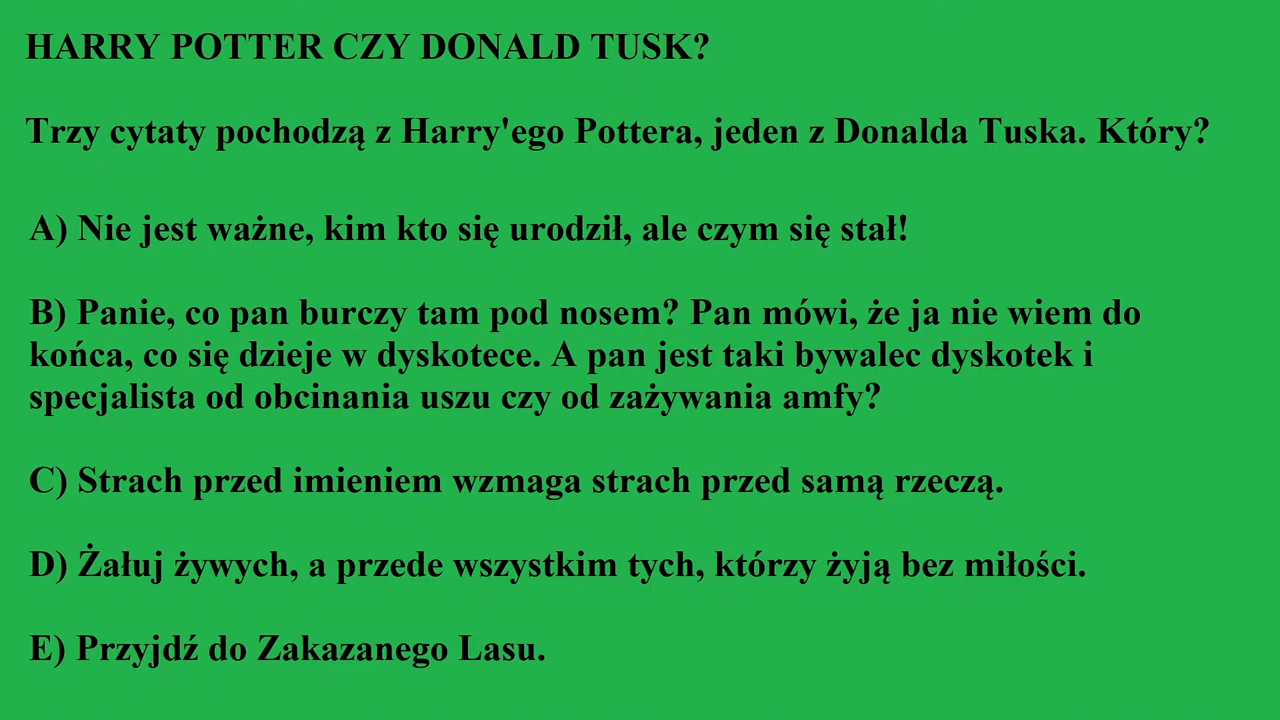 HARRY POTTER CZY DONALD TUSK?
Trzy cytaty pochodzą z Harry'ego Pottera, jeden z Donalda Tuska. Który?
A) Nie jest ważne, kim kto się urodził, ale czym się stał!
B) Panie, co pan burczy tam pod nosem? Pan mówi, że ja nie wiem do
końca, co się dzieje w dyskotece. A pan jest taki bywalec dyskotek i
specjalista od obcinania uszu czy od zażywania amfy?
C) Strach przed imieniem wzmaga strach przed samą rzeczą.
D) Żałuj żywych, a przede wszystkim tych, którzy żyją bez miłości.
E) Przyjdź do Zakazanego Lasu.